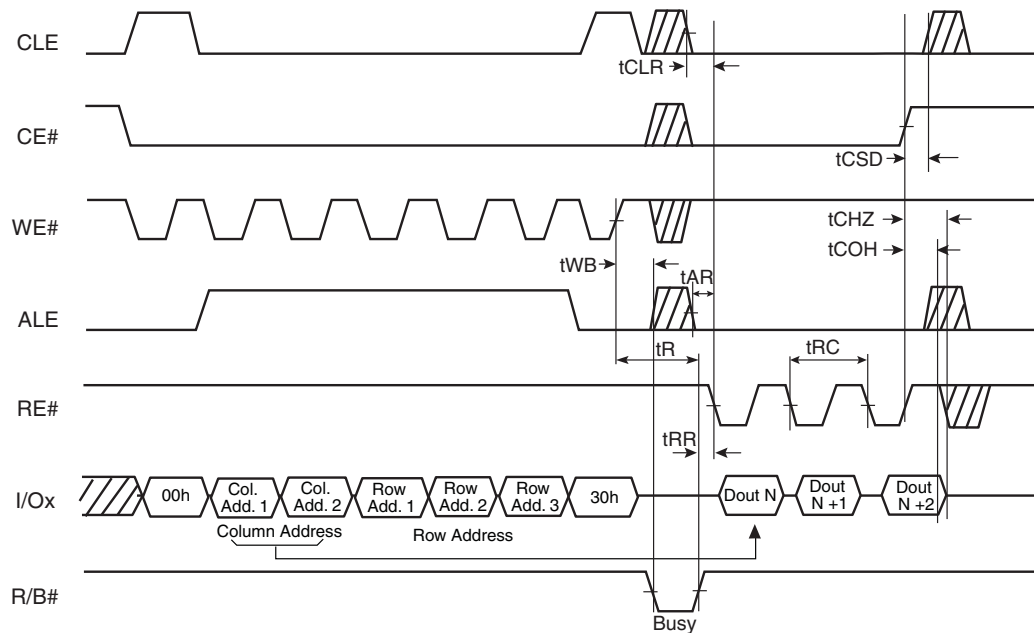 CLE
tCLR
CE#
tCSD
WE#
tCHZ
tCOH
tWB
tAR
ALE
tR
tRC
RE#
tRR
I/Ox
00h
Col.
Add. 1
Col.
Add. 2
Row
Add. 1
Row
Add. 2
Row
Add. 3
30h
Dout N
Dout
N +1
Dout
N +2
Column Address
Row Address
R/B#
Busy